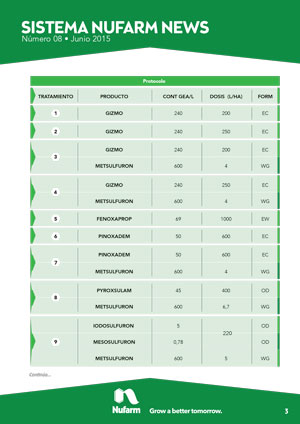 SISTEMA NUFARM NEWS
Número 08 • Junio 2015
Protocolo
TRATAMIENTO PRODUCTO CONT GEA/L DOSIS (L/HA) FORM
1 GIZMO 240 200 EC
2 GIZMO 240 250 EC
GIZMO 240 200 EC
3
METSULFURON 600 4 WG
GIZMO 240 250 EC
4
METSULFURON 600 4 WG
5 FENOXAPROP 69 1000 EW
6 PINOXADEM 50 600 EC
PINOXADEM 50 600 EC
7
METSULFURON 600 4 WG
PYROXSULAM 45 400 OD
8
METSULFURON 600 6,7 WG
IODOSULFURON 5 OD
220
9 MESOSULFURON 0,78 OD
METSULFURON 600 5 WG
Continúa...
Nufarm Grow a better tomorrow. 3